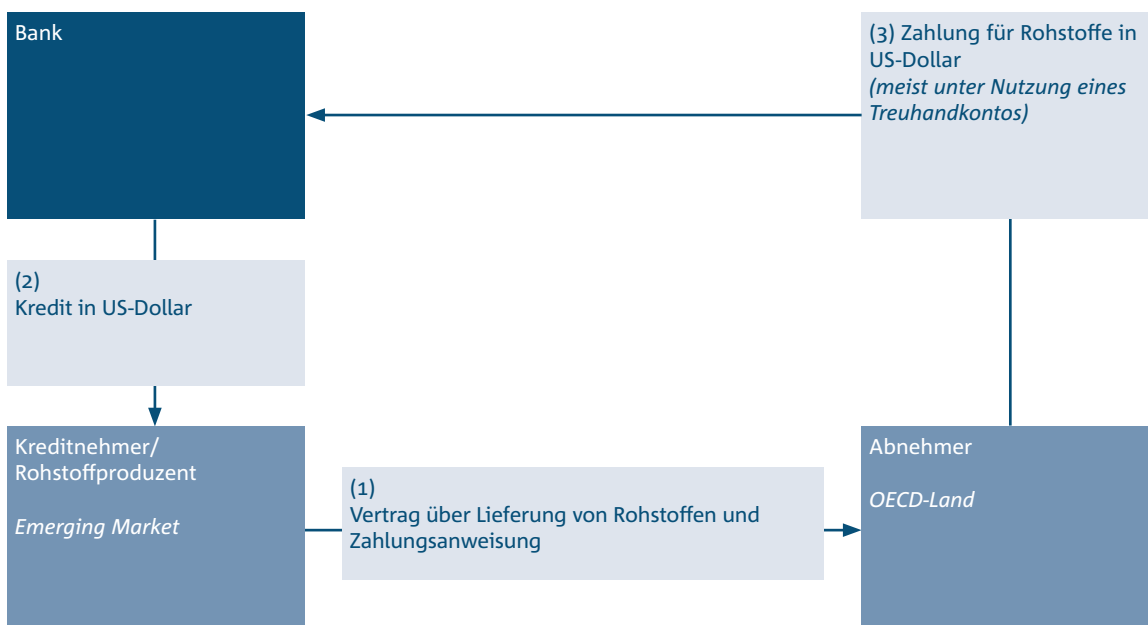 Bank
(3) Zahlung für Rohstoffe in
US-Dollar
(meist unter Nutzung eines
Treuhandkontos)
(2)
Kredit in US-Dollar
Kreditnehmer/
Rohstoffproduzent
Emerging Market
(1)
Vertrag über Lieferung von Rohstoffen und
Zahlungsanweisung
Abnehmer
OECD-Land